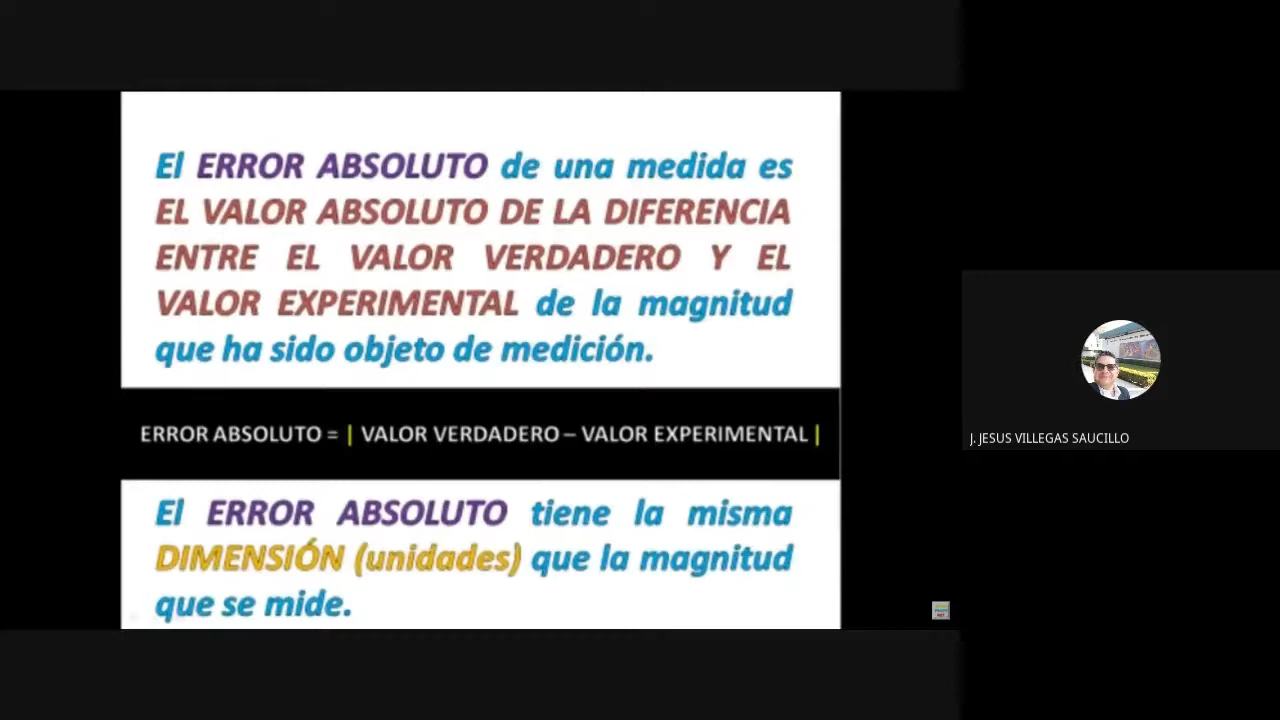 El ERROR ABSOLUTO de una medida es
EL VALOR ABSOLUTO DE LA DIFERENCIA
ENTRE EL VALOR VERDADERO Y EL
VALOR EXPERIMENTAL de la magnitud
que ha sido objeto de medición.
ERROR ABSOLUTO = | VALOR VERDADERO – VALOR EXPERIMENTAL |
El ERROR ABSOLUTO tiene la misma
DIMENSIÓN (unidades) que la magnitud
que se mide.
J. JESUS VILLEGAS SAUCILLO